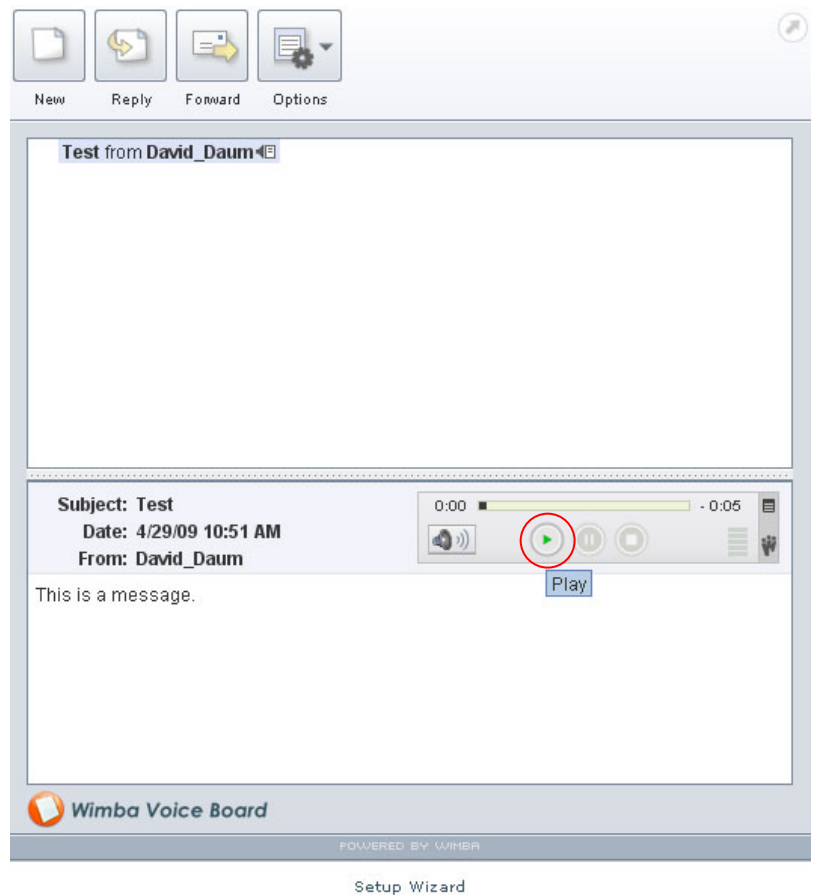 New Reply Forward Options
Test from David_Daum
Subject: Test
Date: 4/29/09 10:51 AM
From: David_Daum
0:00 - 0:05
Play
This is a message.
Wimba Voice Board
POWERED BY WIMBA
Setup Wizard